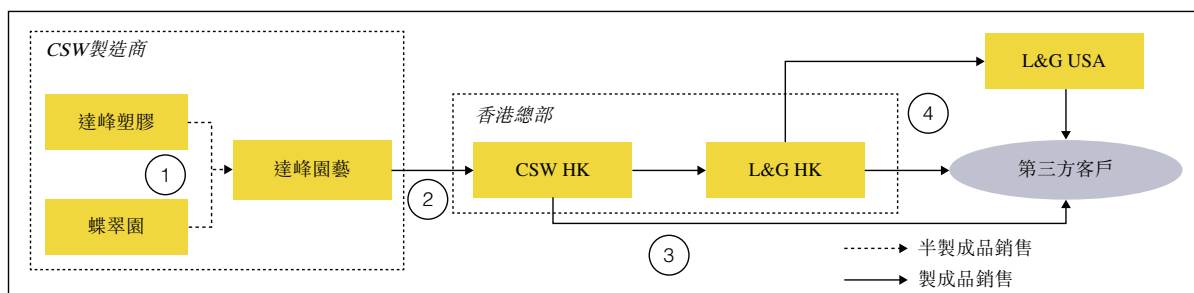 CSW製造商
達峰塑膠
蝶翠園
1
達峰園藝
2
香港總部
CSW HK
L&G HK
3
4
L&G USA
第三方客戶
半製成品銷售
製成品銷售